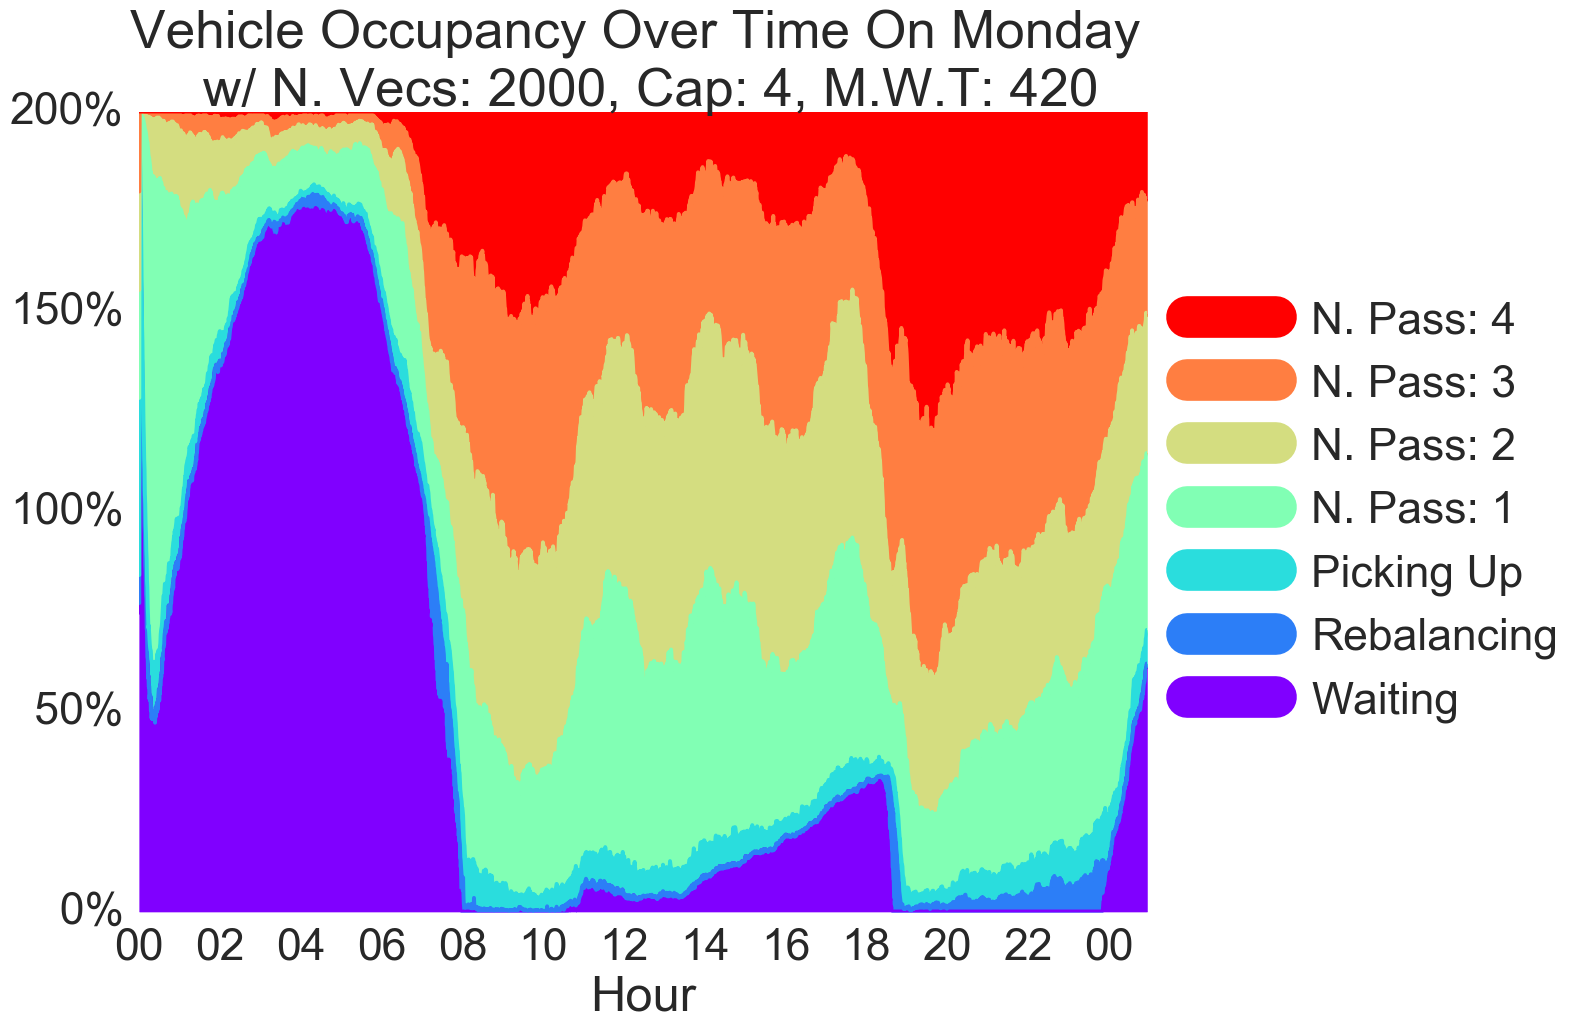 Vehicle Occupancy Over Time On Monday
w/ N. Vecs: 2000, Cap: 4, M.W.T: 420
200%
150%
100%
50%
0%
00 02 04 06 08 10 12 14 16 18 20 22 00
Hour
N. Pass: 4
N. Pass: 3
N. Pass: 2
N. Pass: 1
Picking Up
Rebalancing
Waiting